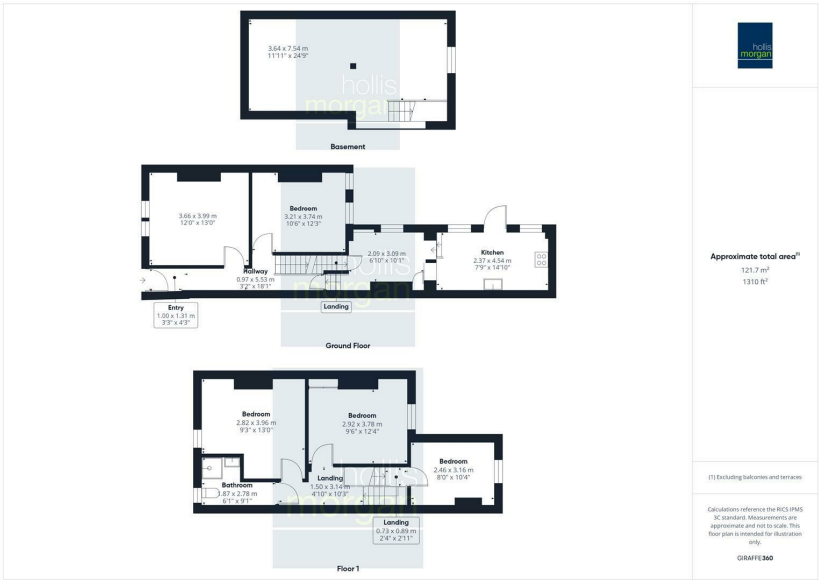 3.64 x 7.54 m
11'11" x 24'9"
hollis
morgan
Basement
3.66 x 3.99 m
12'0" x 13'0"
Bedroom
3.21 x 3.74 m
10'6" x 12'3"
2.09 x 3.09 m
6'10" x 10'1"
Kitchen
2.37 x 4.54 m
7'9" x 14'10"
Hallway
0.97 x 5.53 m
3'2" x 18'1"
hollis
morgan
Entry
1.00 x 1.31 m
3'3" x 4'3"
Landing
Ground Floor
Bedroom
2.82 x 3.96 m
9'3" x 13'0"
Bedroom
2.92 x 3.78 m
9'6" x 12'4"
Bedroom
2.46 x 3.16 m
8'0" x 10'4"
Bathroom
1.87 x 2.78 m
6'1" x 9'1"
Landing
1.50 x 3.14 m
4'10" x 10'3"
hollis
morgan
Landing
0.73 x 0.89 m
2'4" x 2'11"
Floor 1
hollis
morgan
Approximate total area(1)
121.7 m²
1310 ft²
(1) Excluding balconies and terraces
Calculations reference the RICS IPMS
3C standard. Measurements are
approximate and not to scale. This
floor plan is intended for illustration
only.
GIRAFFE360